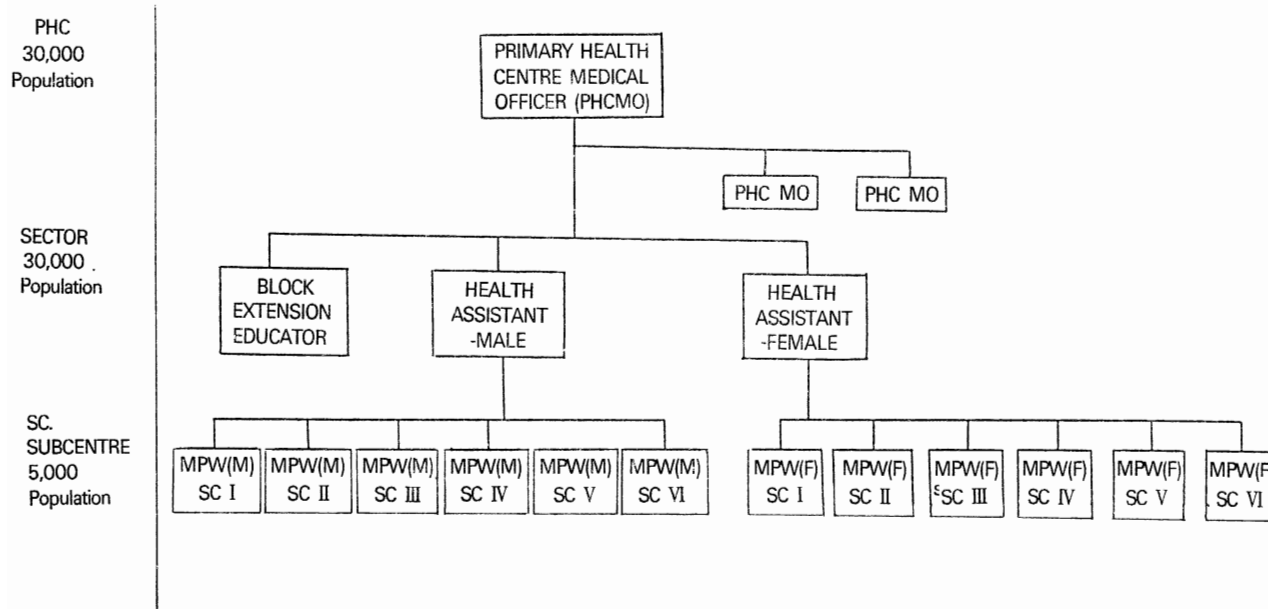 PHC
30,000
Population
PRIMARY HEALTH
CENTRE MEDICAL
OFFICER (PHCMO)
PHC MO
PHC MO
SECTOR
30,000 .
Population
BLOCK
EXTENSION
EDUCATOR
HEALTH
ASSISTANT
-MALE
HEALTH
ASSISTANT
-FEMALE
SC.
SUBCENTRE
5,000
Population
MPW(M)
SC I
MPW(M)
SC II
MPW(M)
SC III
MPW(M)
SC IV
MPW(M)
SC V
MPW(M)
SC VI
MPW(F)
SC I
MPW(F)
SC II
MPW(F)
SC III
MPW(F)
SC IV
MPW(F)
SC V
MPW(F
SC VI